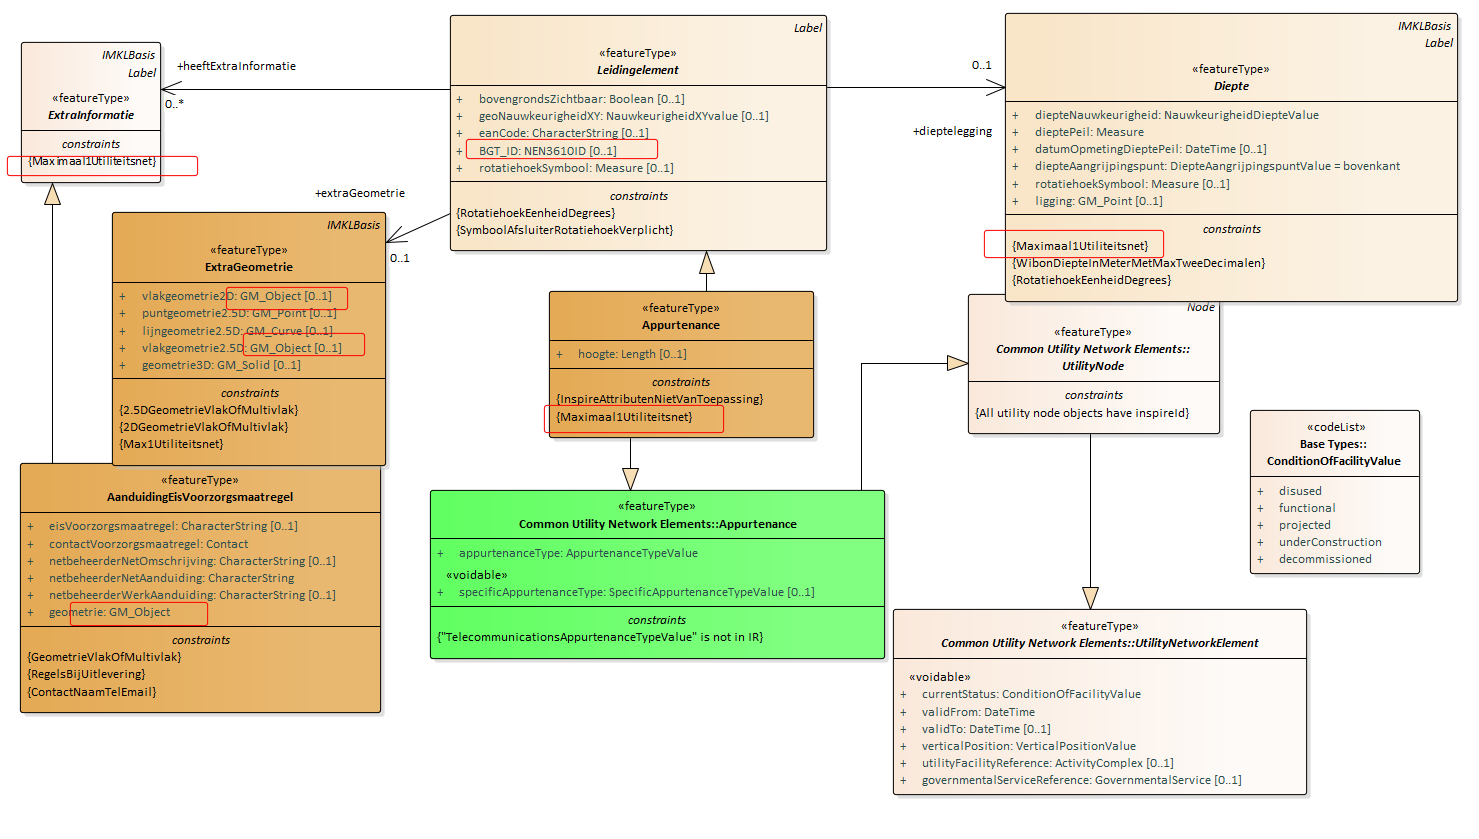 IMKLBasis
Label
«featureType»
ExtraInformatie
constraints
{Maximaal1Utiliteitsnet}
+heeftExtraInformatie
0..*
Label
«featureType»
Leidingelement
+ bovengrondsZichtbaar: Boolean [0..1]
+ geoNauwkeurigheidXY: NauwkeurigheidXYvalue [0..1]
+ eanCode: CharacterString [0..1]
+ BGT_ID: NEN3610ID [0..1]
+ rotatiehoekSymbool: Measure [0..1]
constraints
{RotatiehoekEenheidDegrees}
{SymboolAfsluiterRotatiehoekVerplicht}
0..1
+dieptelegging
IMKLBasis
Label
«featureType»
Diepte
+ diepteNauwkeurigheid: NauwkeurigheidDiepteValue
+ dieptePeil: Measure
+ datumOpmetingDieptePeil: DateTime [0..1]
+ diepteAangrijpingspunt: DiepteAangrijpingspuntValue = bovenkant
+ rotatiehoekSymbool: Measure [0..1]
+ ligging: GM_Point [0..1]
constraints
{Maximaal1Utiliteitsnet}
{WibonDiepteInMeterMetMaxTweeDecimalen}
{RotatiehoekEenheidDegrees}
+extraGeometrie
0..1
IMKLBasis
«featureType»
ExtraGeometrie
+ vlakgeometrie2D: GM_Object [0..1]
+ puntgeometrie2.5D: GM_Point [0..1]
+ lijngeometrie2.5D: GM_Curve [0..1]
+ vlakgeometrie2.5D: GM_Object [0..1]
+ geometrie3D: GM_Solid [0..1]
constraints
{2.5DGeometrieVlakOfMultivlak}
{2DGeometrieVlakOfMultivlak}
{Max1Utiliteitsnet}
«featureType»
Appurtenance
+ hoogte: Length [0..1]
constraints
{InspireAttributenNietVanToepassing}
{Maximaal1Utiliteitsnet}
Node
«featureType»
Common Utility Network Elements::
UtilityNode
constraints
{All utility node objects have inspireId}
«codeList»
Base Types::
ConditionOfFacilityValue
+ disused
+ functional
+ projected
+ underConstruction
+ decommissioned
«featureType»
AanduidingEisVoorzorgsmaatregel
+ eisVoorzorgsmaatregel: CharacterString [0..1]
+ contactVoorzorgsmaatregel: Contact
+ netbeheerderNetOmschrijving: CharacterString [0..1]
+ netbeheerderNetAanduiding: CharacterString
+ netbeheerderWerkAanduiding: CharacterString [0..1]
+ geometrie: GM_Object
constraints
{GeometrieVlakOfMultivlak}
{RegelsBijUitlevering}
{ContactNaamTelEmail}
«featureType»
Common Utility Network Elements::Appurtenance
+ appurtenanceType: AppurtenanceTypeValue
«voidable»
+ specificAppurtenanceType: SpecificAppurtenanceTypeValue [0..1]
constraints
{"TelecommunicationsAppurtenanceTypeValue" is not in IR}
«featureType»
Common Utility Network Elements::UtilityNetworkElement
«voidable»
+ currentStatus: ConditionOfFacilityValue
+ validFrom: DateTime
+ validTo: DateTime [0..1]
+ verticalPosition: VerticalPositionValue
+ utilityFacilityReference: ActivityComplex [0..1]
+ governmentalServiceReference: GovernmentalService [0..1]